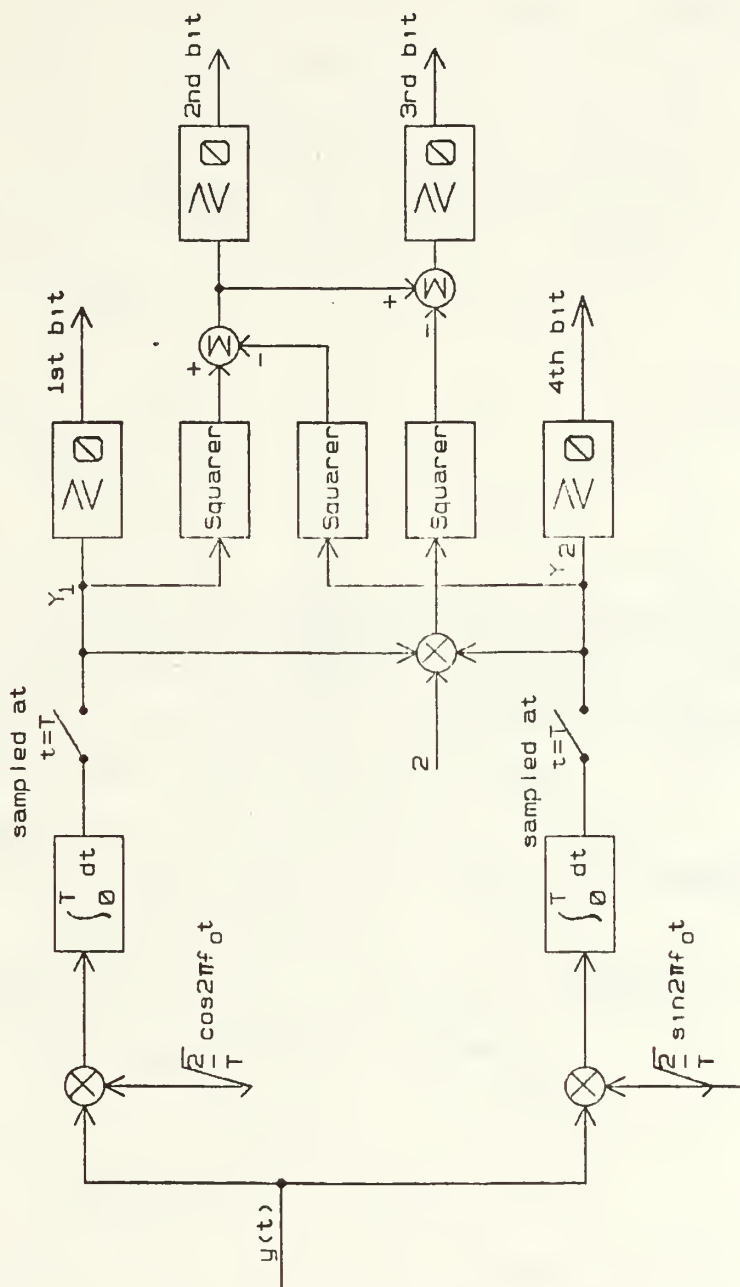 y(t)
√2/T cos2πf₀t
∫₀ᵀ dt
sampled at
t=T
Y₁
≥ 0
1st bit
Squarer
+
-
Σ
≥ 0
2nd bit
Squarer
2
Squarer
-
+
Σ
≥ 0
3rd bit
√2/T sin2πf₀t
∫₀ᵀ dt
sampled at
t=T
Y₂
≥ 0
4th bit